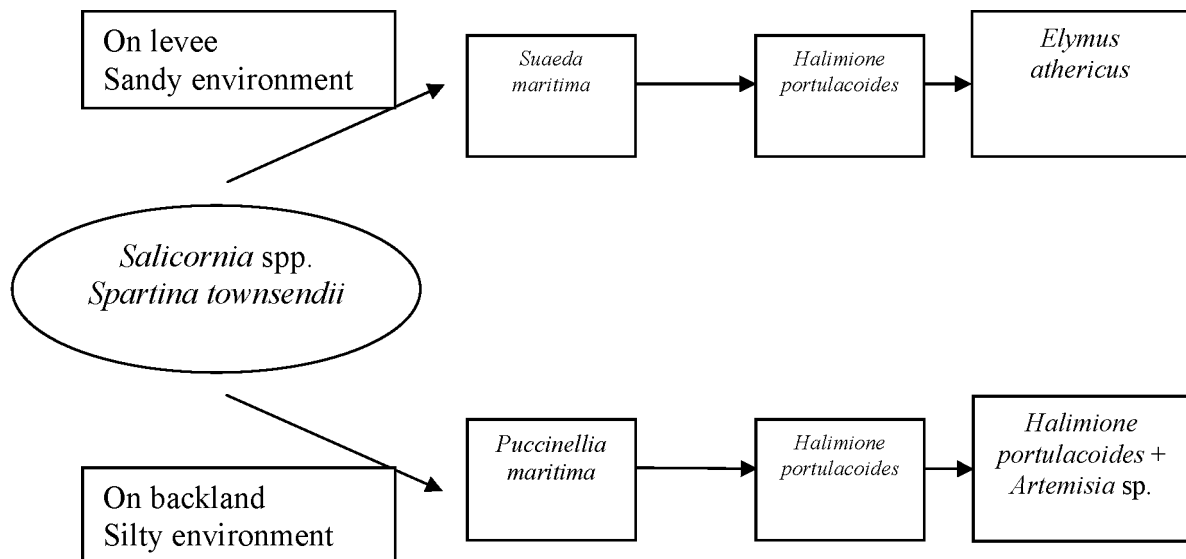 On levee
Sandy environment
Suaeda
maritima
Halimione
portulacoides
Elymus
athericus
Salicornia spp.
Spartina townsendii
On backland
Silty environment
Puccinellia
maritima
Halimione
portulacoides
Halimione
portulacoides +
Artemisia sp.